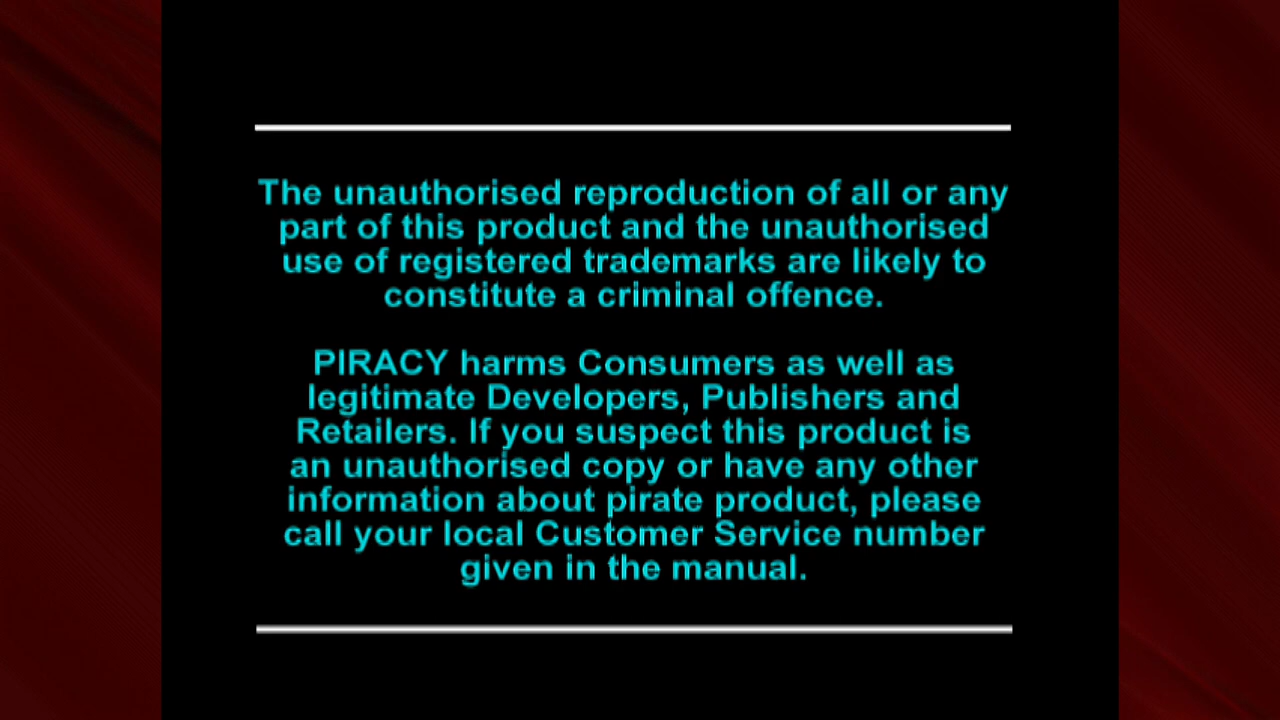 The unauthorised reproduction of all or any
part of this product and the unauthorised
use of registered trademarks are likely to
constitute a criminal offence.
PIRACY harms Consumers as well as
legitimate Developers, Publishers and
Retailers. If you suspect this product is
an unauthorised copy or have any other
information about pirate product, please
call your local Customer Service number
given in the manual.